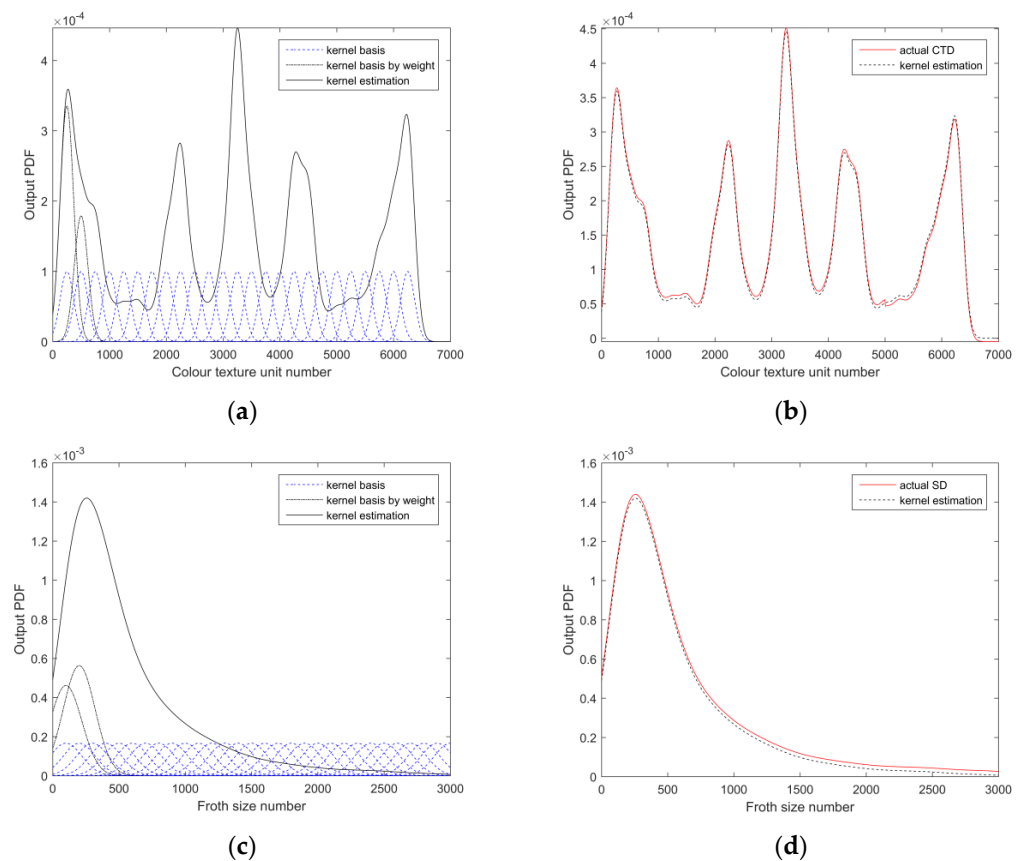 ×10⁻⁴
kernel basis
kernel basis by weight
kernel estimation
4
3
2
1
0
Output PDF
0 1000 2000 3000 4000 5000 6000 7000
Colour texture unit number
(a)
×10⁻⁴
actual CTD
kernel estimation
4.5
4
3.5
3
2.5
2
1.5
1
0.5
0
Output PDF
0 1000 2000 3000 4000 5000 6000 7000
Colour texture unit number
(b)
×10⁻³
kernel basis
kernel basis by weight
kernel estimation
1.6
1.4
1.2
1
0.8
0.6
0.4
0.2
0
Output PDF
0 500 1000 1500 2000 2500 3000
Froth size number
(c)
×10⁻³
actual SD
kernel estimation
1.6
1.4
1.2
1
0.8
0.6
0.4
0.2
0
Output PDF
0 500 1000 1500 2000 2500 3000
Froth size number
(d)